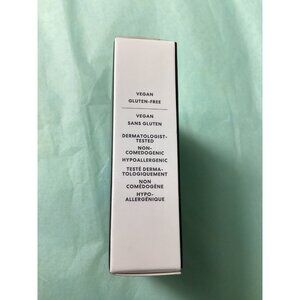 VEGAN
GLUTEN-FREE
VEGAN
SANS GLUTEN
DERMATOLOGIST-
TESTED
NON-
COMEDOGENIC
HYPOALLERGENIC
TESTÉ DERMA-
TOLOGIQUEMENT
NON
COMÉDOGÈNE
HYPO-
ALLERGÉNIQUE